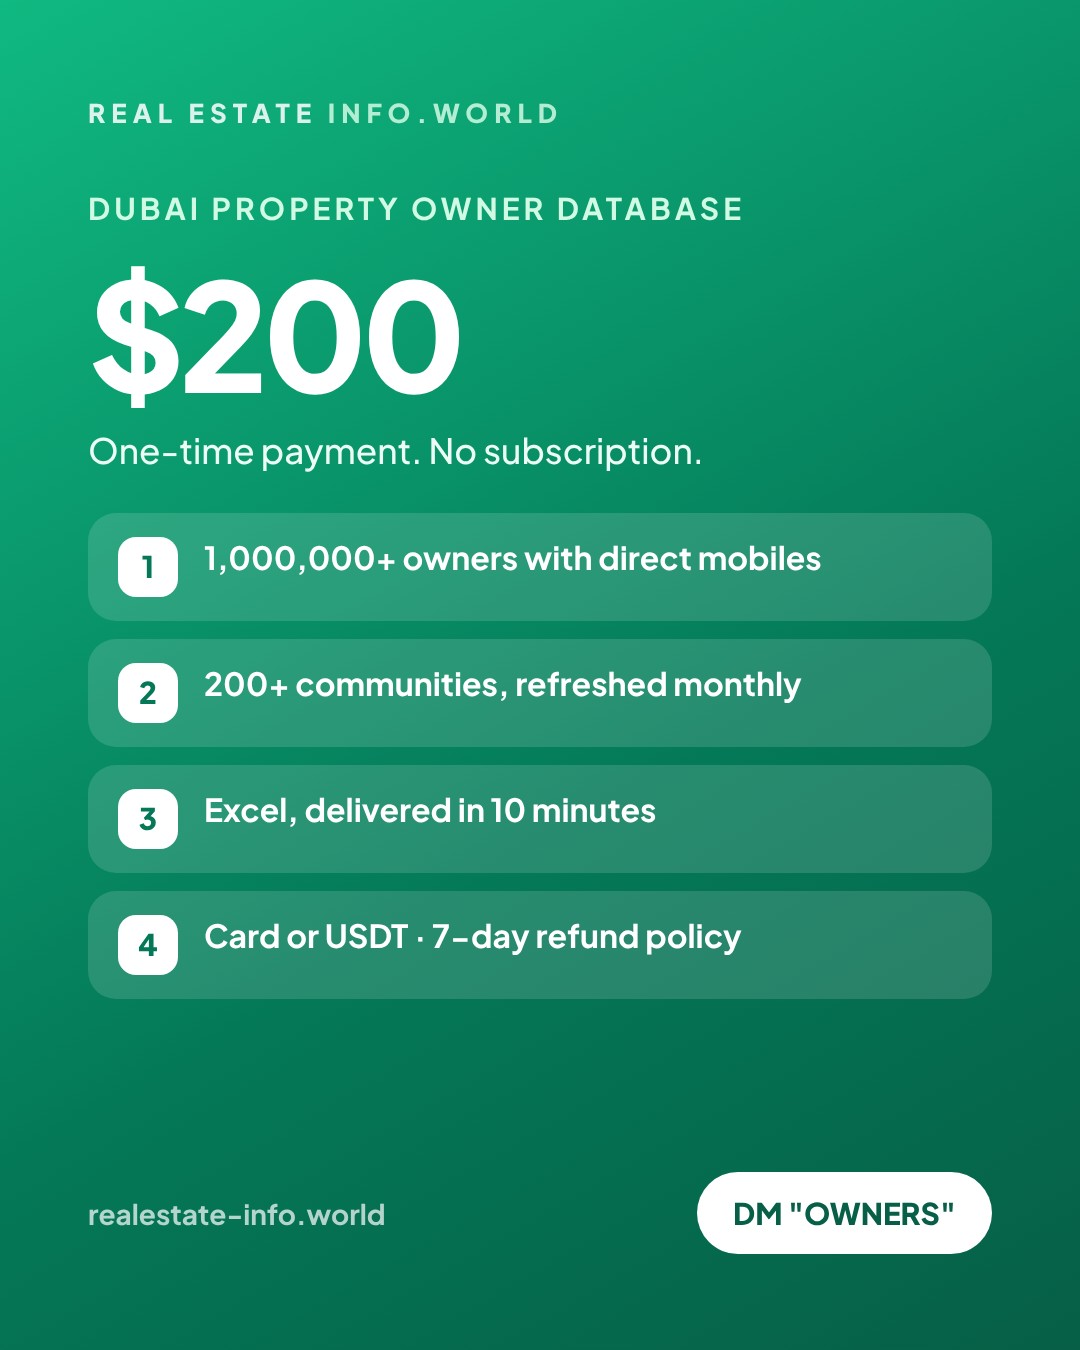 REAL ESTATE INFO.WORLD
DUBAI PROPERTY OWNER DATABASE
$200
One-time payment. No subscription.
1 1,000,000+ owners with direct mobiles
2 200+ communities, refreshed monthly
3 Excel, delivered in 10 minutes
4 Card or USDT · 7-day refund policy
realestate-info.world
DM "OWNERS"